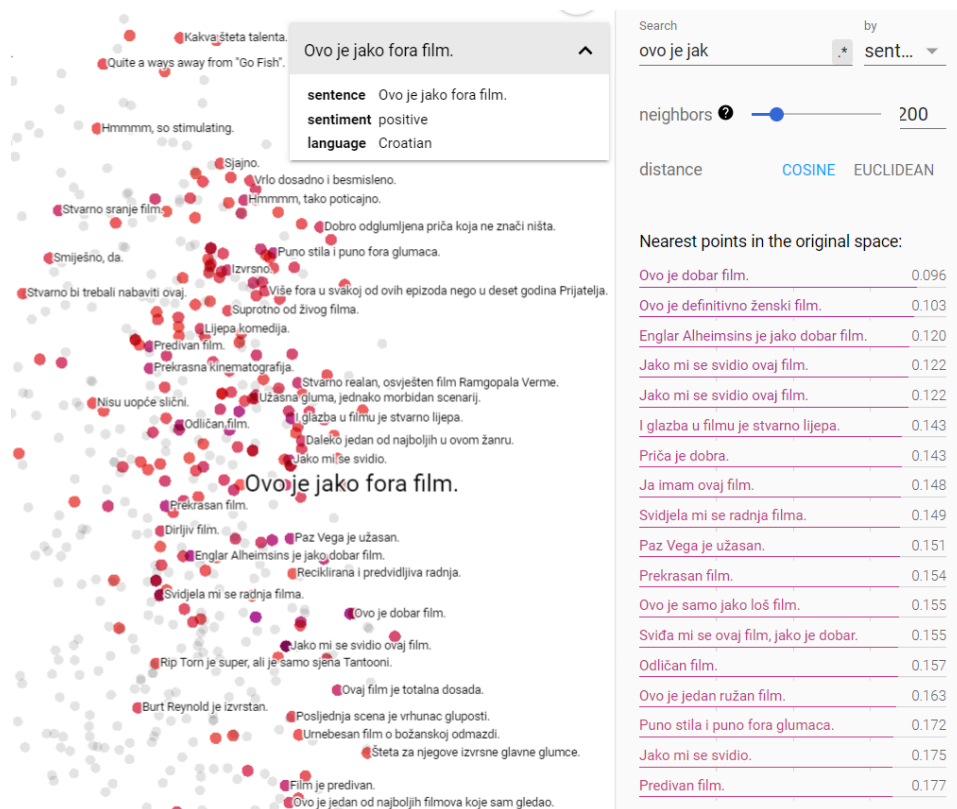 Kakva šteta talenta.
Quite a ways away from "Go Fish".
Hmmmm, so stimulating.
Sjajno.
Vrlo dosadno i besmisleno.
Hmmmm, tako poticajno.
Stvarno sranje film.
Dobro odglumljena priča koja ne znači ništa.
Smiješno, da.
Puno stila i puno fora glumaca.
Izvrsno.
Stvarno bi trebali nabaviti ovaj.
Više fora u svakoj od ovih epizoda nego u deset godina Prijatelja.
Suprotno od živog filma.
Lijepa komedija.
Predivan film.
Prekrasna kinematografija.
Stvarno realan, osvješten film Ramgopala Verme.
Nisu uopće slični.
Užasna gluma, jednako morbidan scenarij.
I glazba u filmu je stvarno lijepa.
Odličan film.
Daleko jedan od najboljih u ovom žanru.
Jako mi se svidio.
Ovo je jako fora film.
Prekrasan film.
Dirljiv film.
Paz Vega je užasan.
Englar Alheimsins je jako dobar film.
Reciklirana i predvidljiva radnja.
Svidjela mi se radnja filma.
Ovo je dobar film.
Jako mi se svidio ovaj film.
Rip Torn je super, ali je samo sjena Tantooni.
Ovaj film je totalna dosada.
Burt Reynold je izvrstan.
Posljednja scena je vrhunac gluposti.
Urnebesan film o božanskoj odmazdi.
Šteta za njegove izvrsne glavne glumce.
Film je predivan.
Ovo je jedan od najboljih filmova koje sam gledao.
Ovo je jako fora film.
sentence Ovo je jako fora film.
sentiment positive
language Croatian
Search by
ovo je jak .* sent...
neighbors ? 200
distance COSINE EUCLIDEAN
Nearest points in the original space:
Ovo je dobar film. 0.096
Ovo je definitivno ženski film. 0.103
Englar Alheimsins je jako dobar film. 0.120
Jako mi se svidio ovaj film. 0.122
Jako mi se svidio ovaj film. 0.122
I glazba u filmu je stvarno lijepa. 0.143
Priča je dobra. 0.143
Ja imam ovaj film. 0.148
Svidjela mi se radnja filma. 0.149
Paz Vega je užasan. 0.151
Prekrasan film. 0.154
Ovo je samo jako loš film. 0.155
Sviđa mi se ovaj film, jako je dobar. 0.155
Odličan film. 0.157
Ovo je jedan ružan film. 0.163
Puno stila i puno fora glumaca. 0.172
Jako mi se svidio. 0.175
Predivan film. 0.177